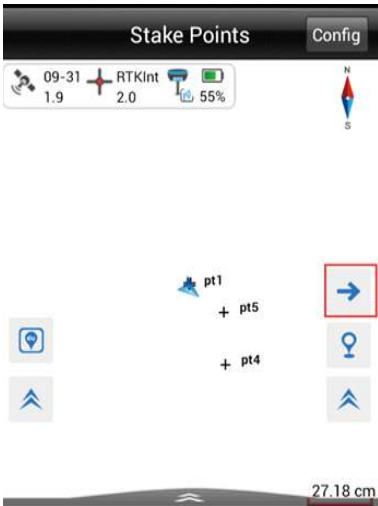 Stake Points
Config
09-31 RTKInt
1.9 2.0 55%
N
S
pt1
pt5
pt4
27.18 cm